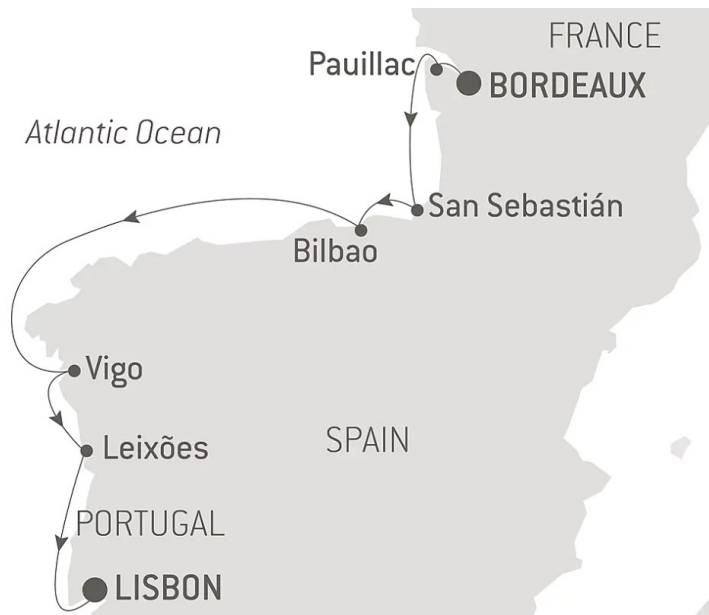 FRANCE
Pauillac
BORDEAUX
Atlantic Ocean
San Sebastián
Bilbao
Vigo
Leixões
SPAIN
PORTUGAL
LISBON